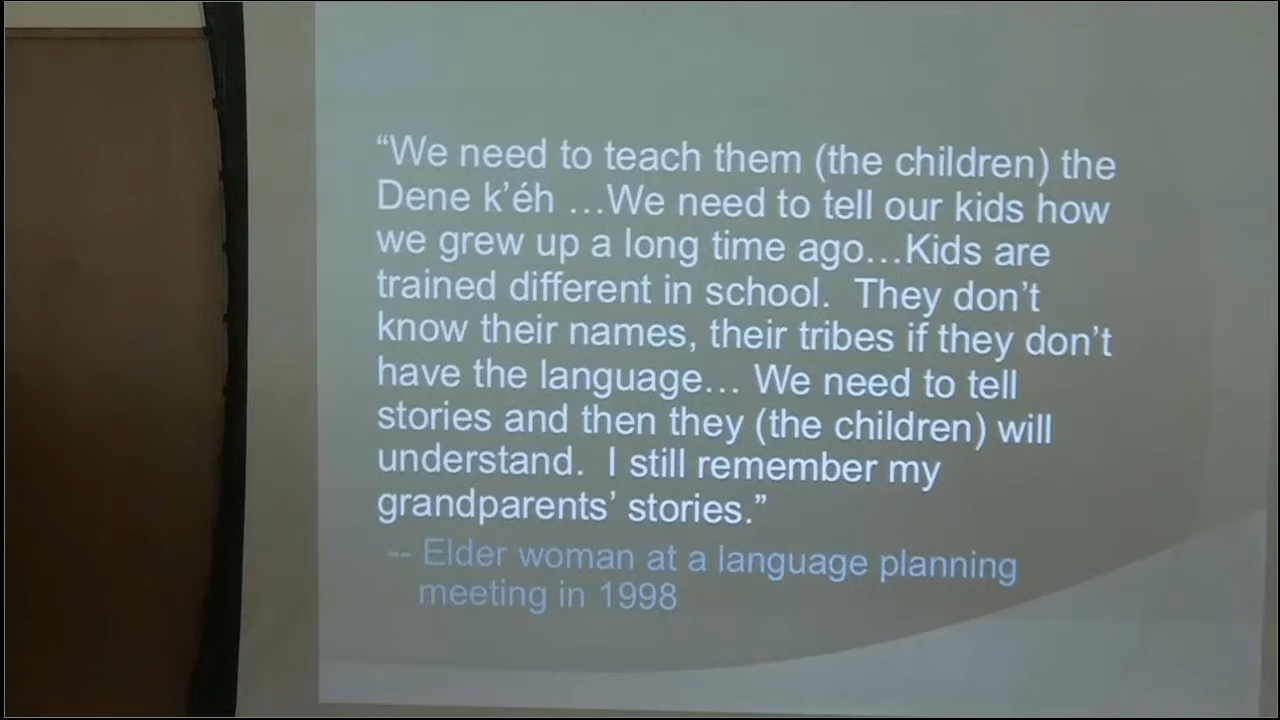 “We need to teach them (the children) the
Dene k’éh …We need to tell our kids how
we grew up a long time ago…Kids are
trained different in school.  They don’t
know their names, their tribes if they don’t
have the language… We need to tell
stories and then they (the children) will
understand.  I still remember my
grandparents’ stories.”
-- Elder woman at a language planning
meeting in 1998